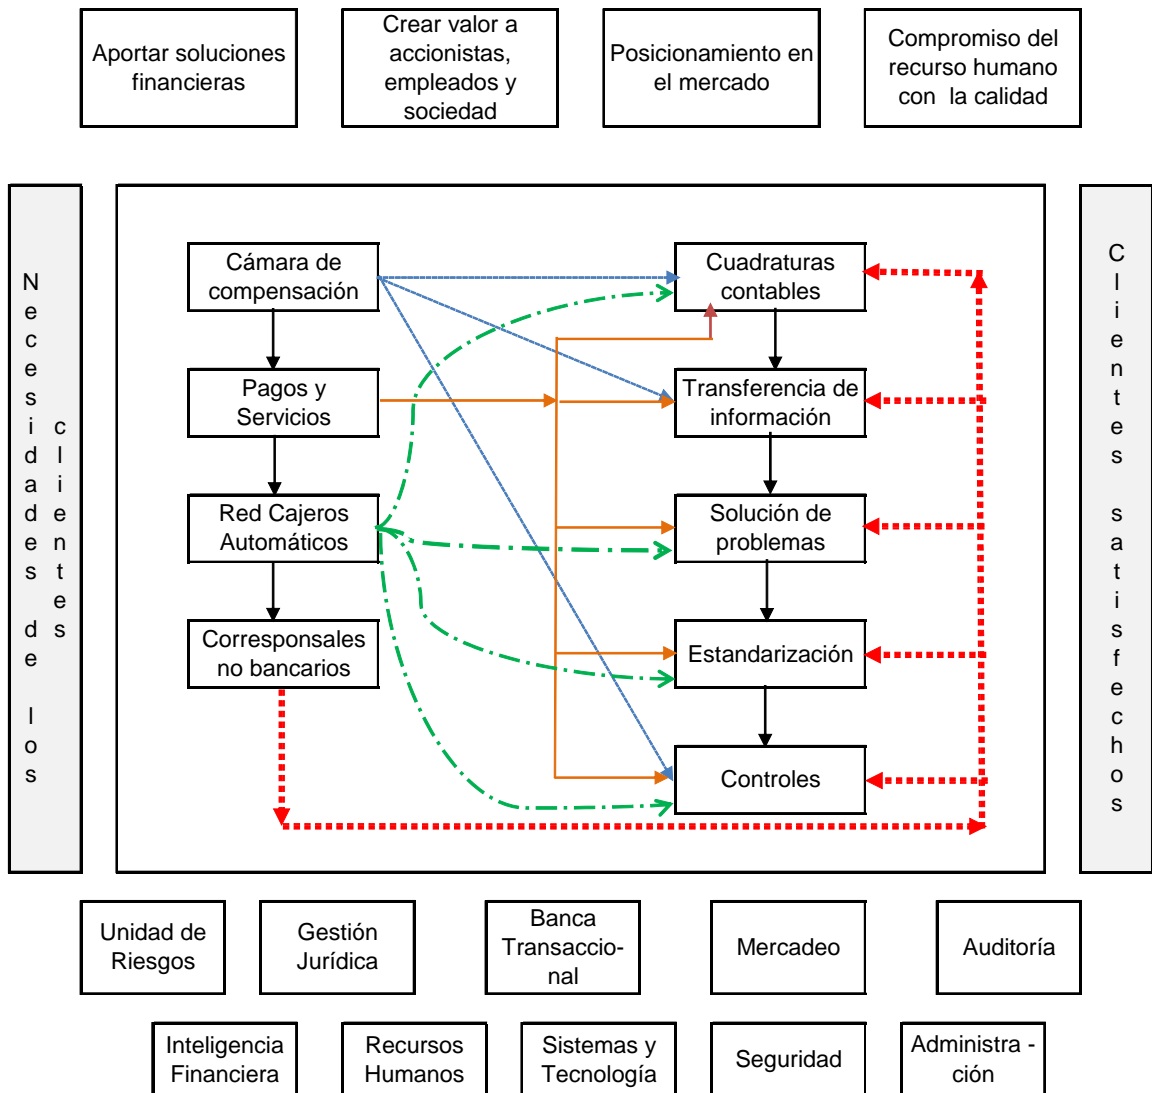 Aportar soluciones
financieras
Crear valor a
accionistas,
empleados y
sociedad
Posicionamiento en
el mercado
Compromiso del
recurso humano
con la calidad
Necesidades de los
clientes
Cámara de
compensación
Pagos y
Servicios
Red Cajeros
Automáticos
Corresponsales
no bancarios
Cuadraturas
contables
Transferencia de
información
Solución de
problemas
Estandarización
Controles
Clientes satisfechos
Unidad de
Riesgos
Gestión
Jurídica
Banca
Transaccio-
nal
Mercadeo
Auditoría
Inteligencia
Financiera
Recursos
Humanos
Sistemas y
Tecnología
Seguridad
Administra -
ción